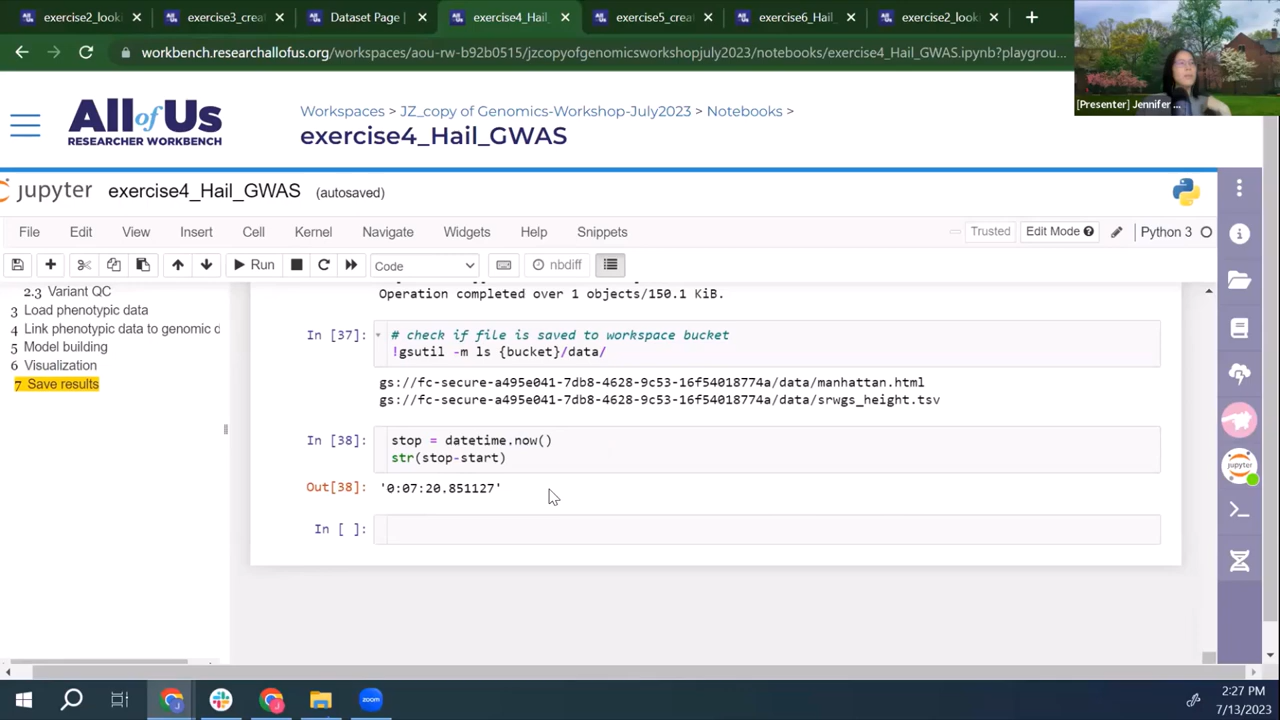 exercise2_looki
exercise3_crea
Dataset Page |
exercise4_Hail_
exercise5_crea
exercise6_Hail_
exercise2_looki
workbench.researchallofus.org/workspaces/aou-rw-b92b0515/jzcopyofgenomicsworkshopjuly2023/notebooks/exercise4_Hail_GWAS.ipynb?playgrou...
[Presenter] Jennifer ...
All of Us
RESEARCHER WORKBENCH
Workspaces > JZ_copy of Genomics-Workshop-July2023 > Notebooks >
exercise4_Hail_GWAS
jupyter exercise4_Hail_GWAS (autosaved)
File Edit View Insert Cell Kernel Navigate Widgets Help Snippets
Trusted Edit Mode Python 3
Run Code nbdiff
2.3 Variant QC
3 Load phenotypic data
4 Link phenotypic data to genomic d
5 Model building
6 Visualization
7 Save results
Operation completed over 1 objects/150.1 KiB.
In [37]: # check if file is saved to workspace bucket
!gsutil -m ls {bucket}/data/
gs://fc-secure-a495e041-7db8-4628-9c53-16f54018774a/data/manhattan.html
gs://fc-secure-a495e041-7db8-4628-9c53-16f54018774a/data/srwgs_height.tsv
In [38]: stop = datetime.now()
str(stop-start)
Out[38]: '0:07:20.851127'
In [ ]:
jupyter
zoom
2:27 PM
7/13/2023